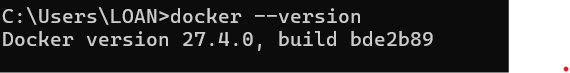 C:\Users\LOAN>docker --version
Docker version 27.4.0, build bde2b89